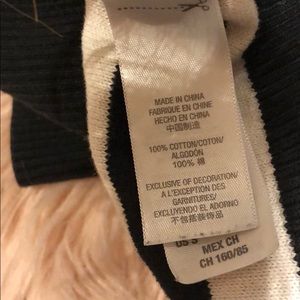 MADE IN CHINA
FABRIQUE EN CHINE
HECHO EN CHINA
中国制造
100% COTTON/COTON/
ALGODÓN
100% 棉
EXCLUSIVE OF DECORATION/
A L'EXCEPTION DES
GARNITURES/
EXCLUYENDO EL ADORNO
不包括装饰品
US S
MEX CH
CH 160/85